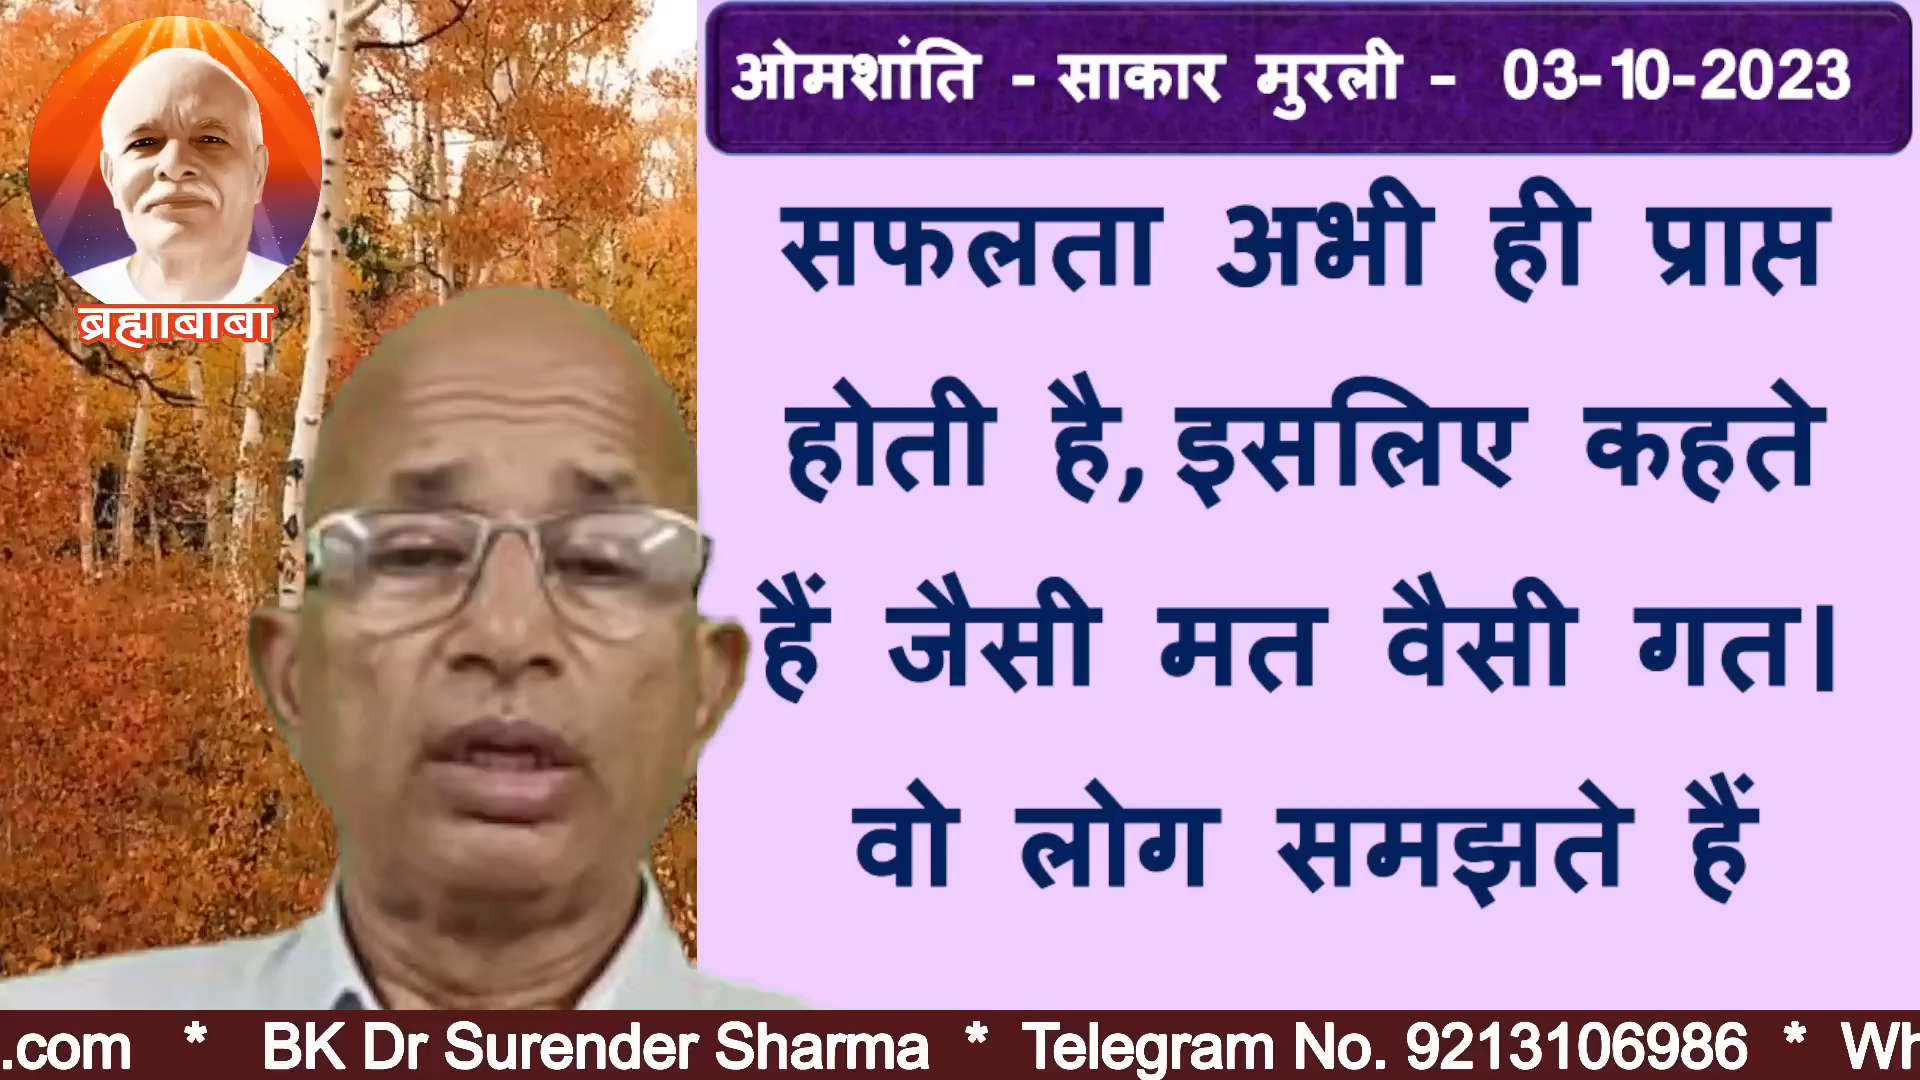 ओमशांति - साकार मुरली - 03-10-2023
सफलता अभी ही प्राप्त
होती है, इसलिए कहते
हैं जैसी मत वैसी गत।
वो लोग समझते हैं
ब्रह्माबाबा
.com * BK Dr Surender Sharma * Telegram No. 9213106986 *